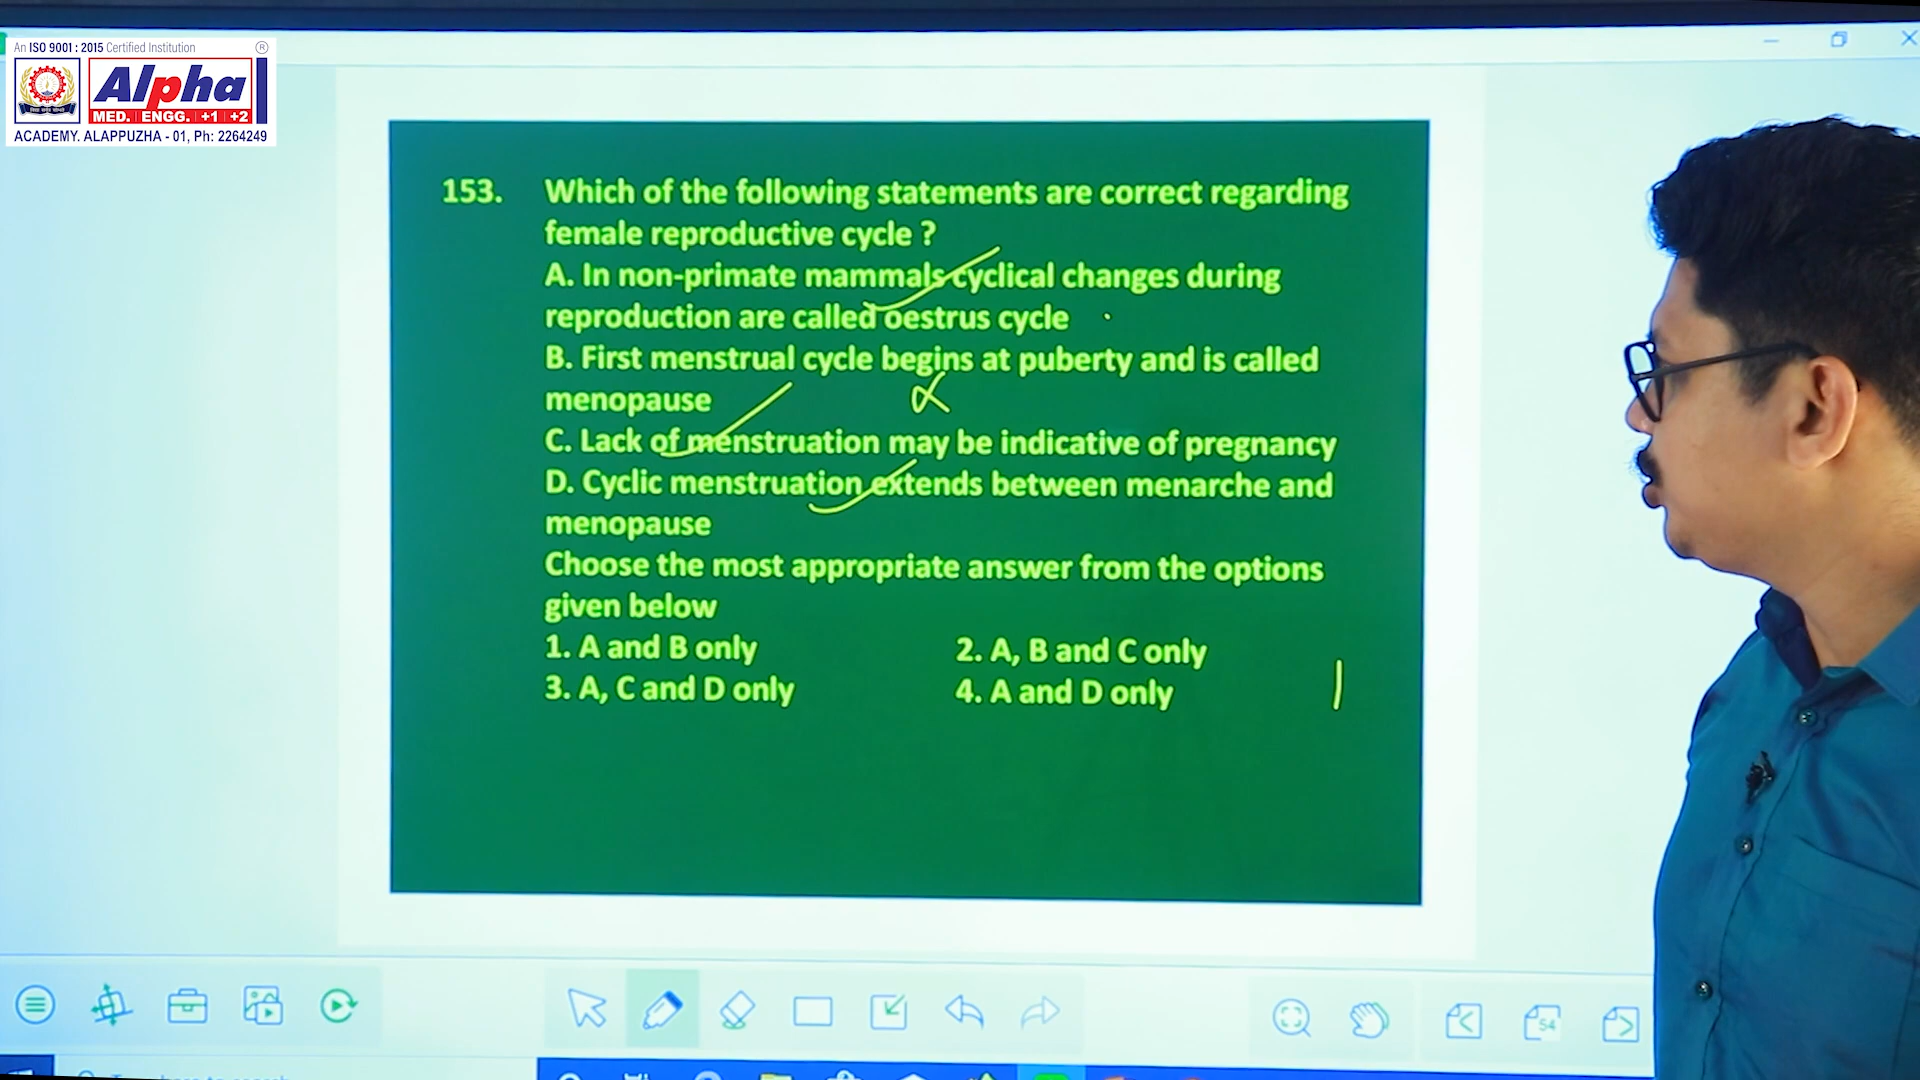 An ISO 9001 : 2015 Certified Institution ®
Alpha
MED. ENGG. +1 +2
ACADEMY. ALAPPUZHA - 01, Ph: 2264249
153. Which of the following statements are correct regarding
female reproductive cycle ?
A. In non-primate mammals cyclical changes during
reproduction are called oestrus cycle
B. First menstrual cycle begins at puberty and is called
menopause
C. Lack of menstruation may be indicative of pregnancy
D. Cyclic menstruation extends between menarche and
menopause
Choose the most appropriate answer from the options
given below
1. A and B only 2. A, B and C only
3. A, C and D only 4. A and D only
54